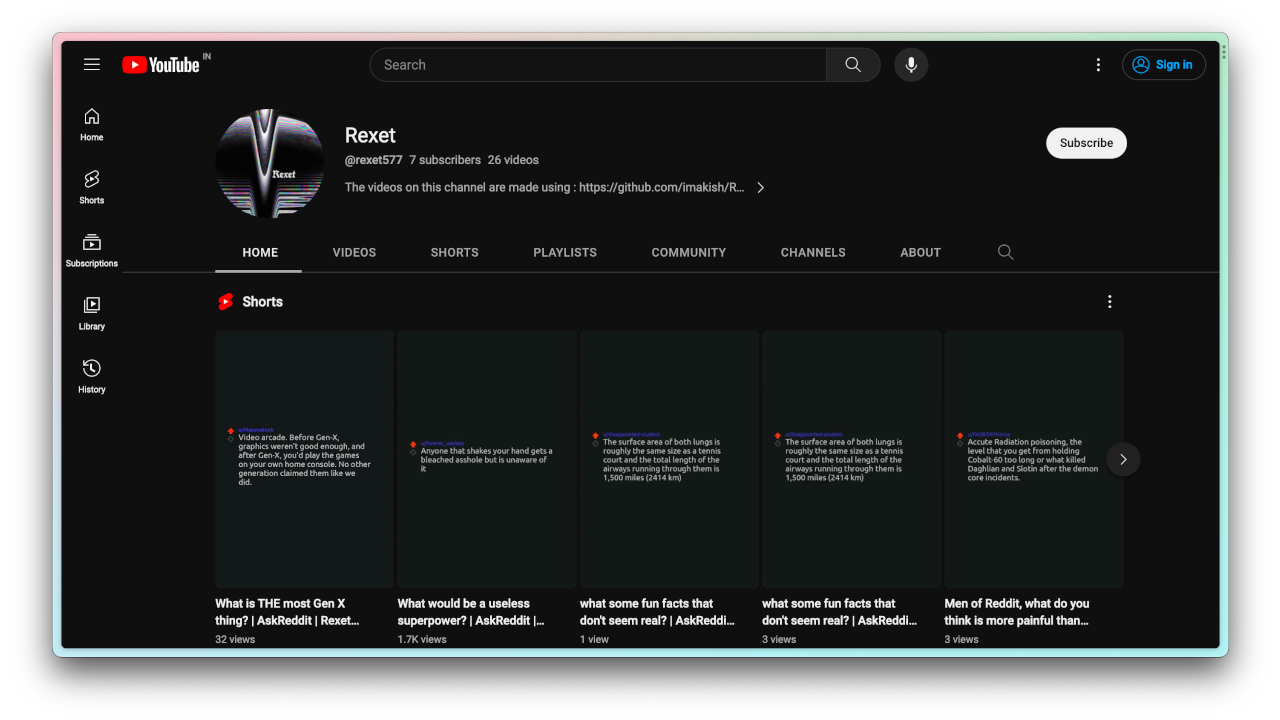 YouTube IN
Search
Sign in
Home
Shorts
Subscriptions
Library
History
Rexet
Rexet
@rexet577 7 subscribers 26 videos
The videos on this channel are made using : https://github.com/imakish/R...
Subscribe
HOME VIDEOS SHORTS PLAYLISTS COMMUNITY CHANNELS ABOUT
Shorts
Video arcade. Before Gen-X,
graphics weren't good enough, and
after Gen-X, you'd play the games
on your own home console. No other
generation claimed them like we
did.
What is THE most Gen X
thing? | AskReddit | Rexet...
32 views
u/forever_useless
Anyone that shakes your hand gets a
bleached asshole but is unaware of
it
What would be a useless
superpower? | AskReddit |...
1.7K views
u/disappointed-student
The surface area of both lungs is
roughly the same size as a tennis
court and the total length of the
airways running through them is
1,500 miles (2414 km)
what some fun facts that
don't seem real? | AskReddi...
1 view
u/disappointed-student
The surface area of both lungs is
roughly the same size as a tennis
court and the total length of the
airways running through them is
1,500 miles (2414 km)
what some fun facts that
don't seem real? | AskReddi...
3 views
Accute Radiation poisoning, the
level that you get from holding
Cobalt-60 too long or what killed
Daghlian and Slotin after the demon
core incidents.
Men of Reddit, what do you
think is more painful than...
3 views